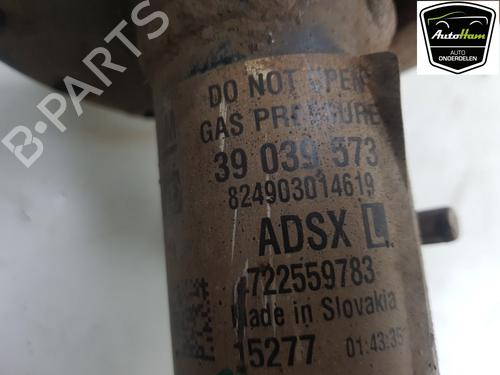 AutoHam
AUTO
ONDERDELEN
DO NOT OPEN
GAS PRESSURE
39 039 573
824903014619
ADSX L
722559783
Made in Slovakia
15277 01:43:35